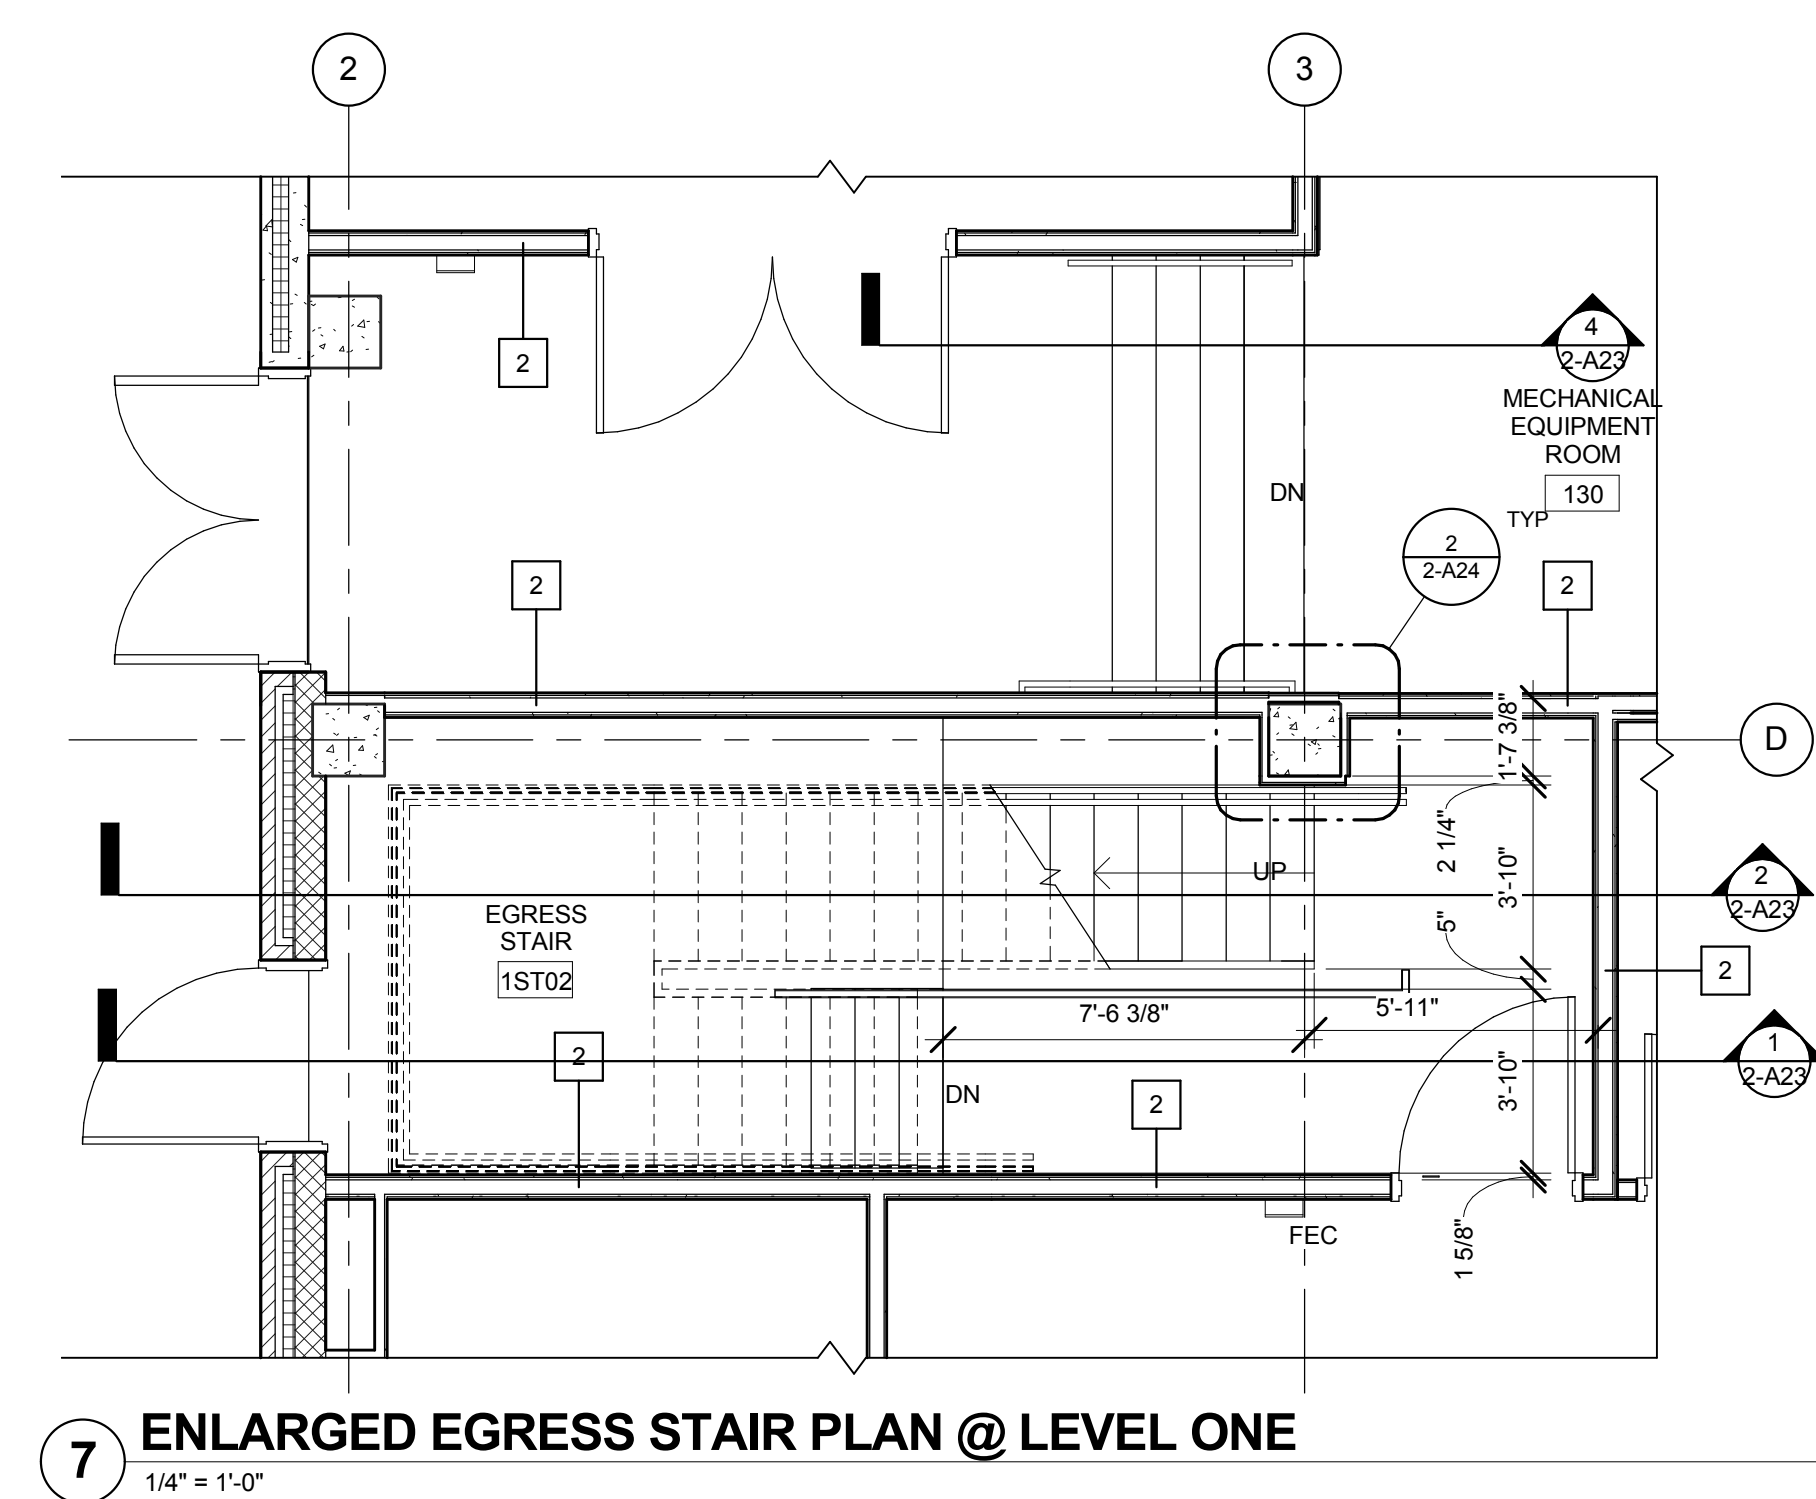 2
3
2
4
2-A23
MECHANICAL
EQUIPMENT
ROOM
130
DN
TYP
2
2-A24
2
2
1'-7 3/8"
D
2 1/4"
UP
3'-10"
2
2-A23
EGRESS
STAIR
1ST02
5"
2
7'-6 3/8"
5'-11"
2
3'-10"
1
2-A23
DN
2
1 5/8"
FEC
7
ENLARGED EGRESS STAIR PLAN @ LEVEL ONE
1/4" = 1'-0"